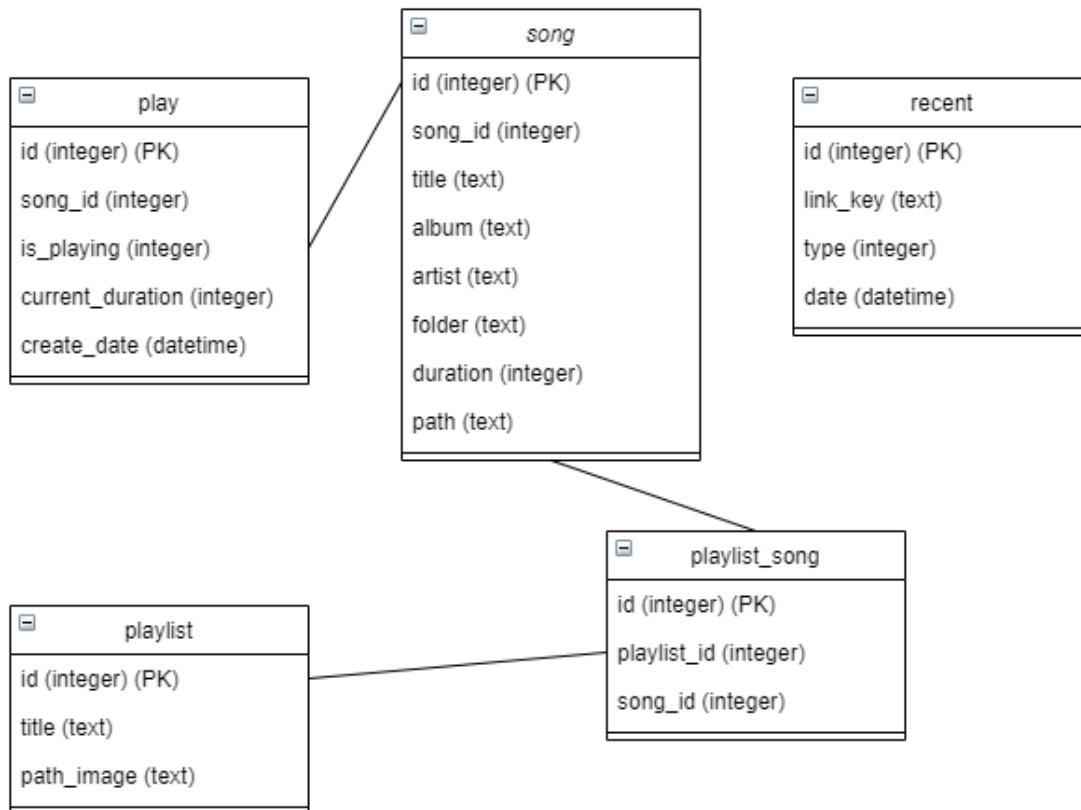 song
id (integer) (PK)
song_id (integer)
title (text)
album (text)
artist (text)
folder (text)
duration (integer)
path (text)
play
id (integer) (PK)
song_id (integer)
is_playing (integer)
current_duration (integer)
create_date (datetime)
recent
id (integer) (PK)
link_key (text)
type (integer)
date (datetime)
playlist_song
id (integer) (PK)
playlist_id (integer)
song_id (integer)
playlist
id (integer) (PK)
title (text)
path_image (text)